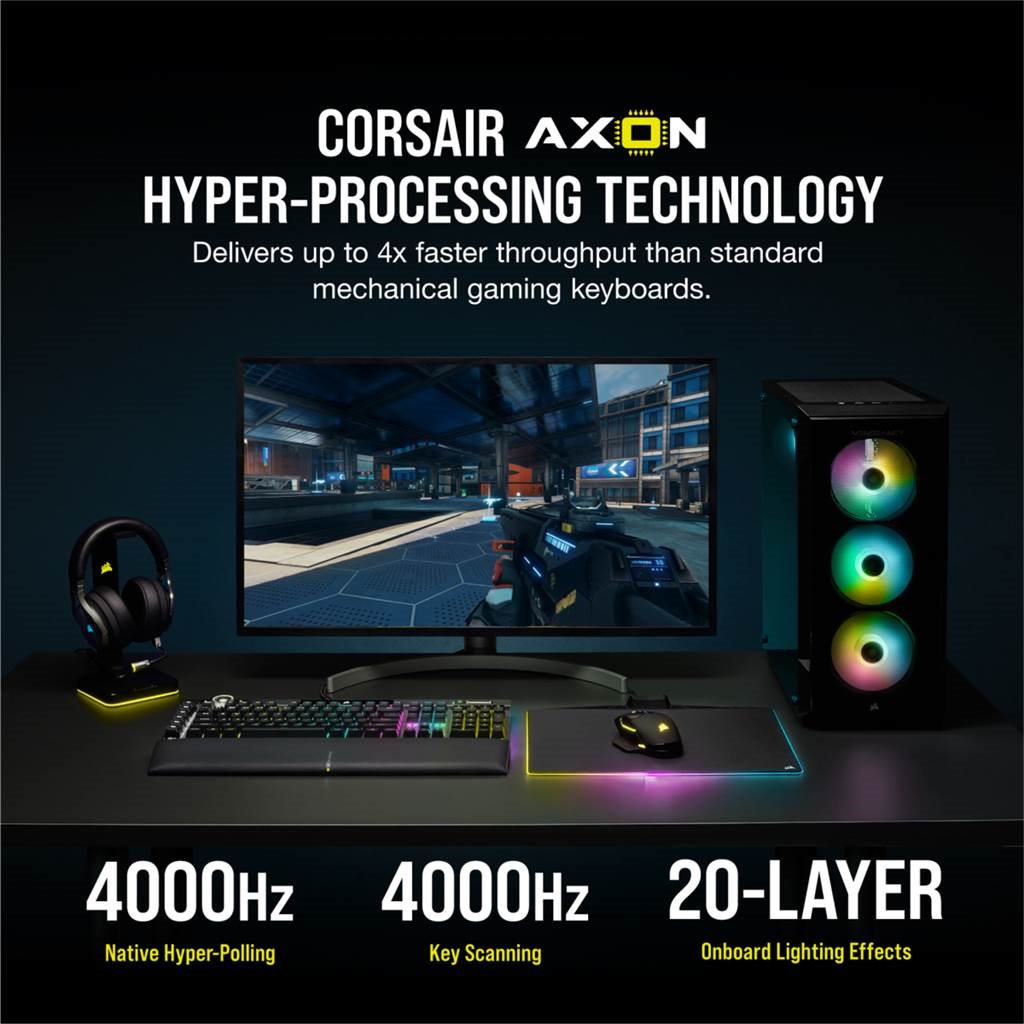 CORSAIR AXON
HYPER-PROCESSING TECHNOLOGY
Delivers up to 4x faster throughput than standard
mechanical gaming keyboards.
4000Hz
4000Hz
20-LAYER
Native Hyper-Polling
Key Scanning
Onboard Lighting Effects